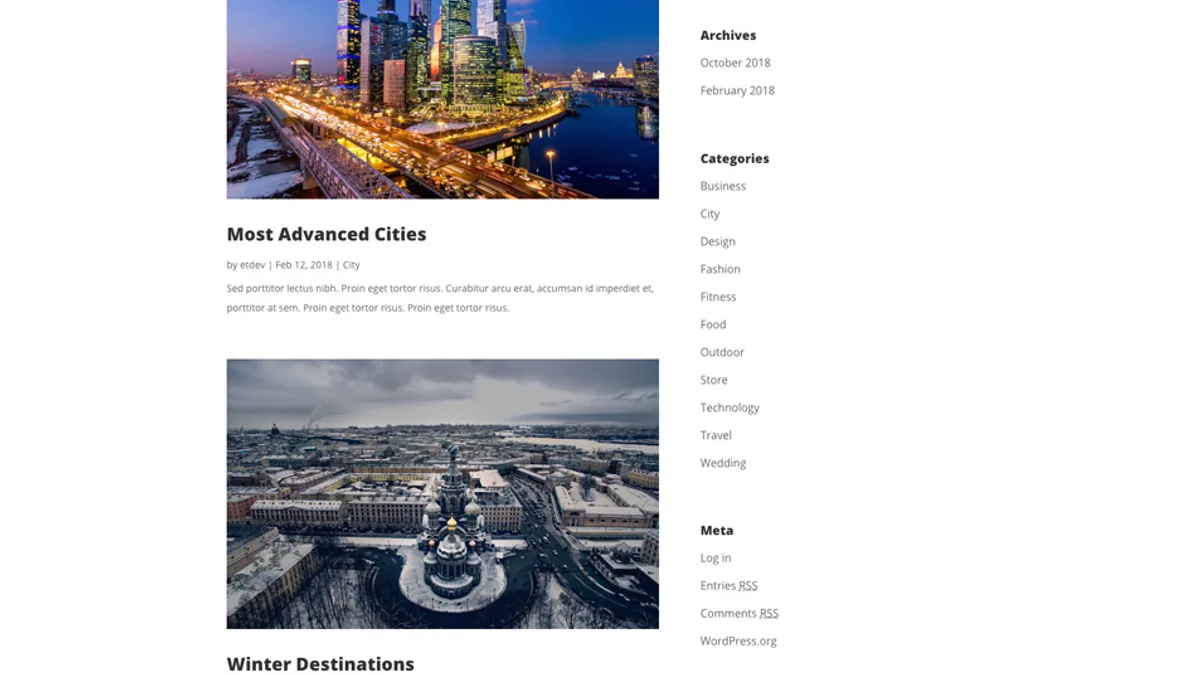 Most Advanced Cities
by etdev | Feb 12, 2018 | City
Sed porttitor lectus nibh. Proin eget tortor risus. Curabitur arcu erat, accumsan id imperdiet et,
porttitor at sem. Proin eget tortor risus. Proin eget tortor risus.
Winter Destinations
Archives
October 2018
February 2018
Categories
Business
City
Design
Fashion
Fitness
Food
Outdoor
Store
Technology
Travel
Wedding
Meta
Log in
Entries RSS
Comments RSS
WordPress.org